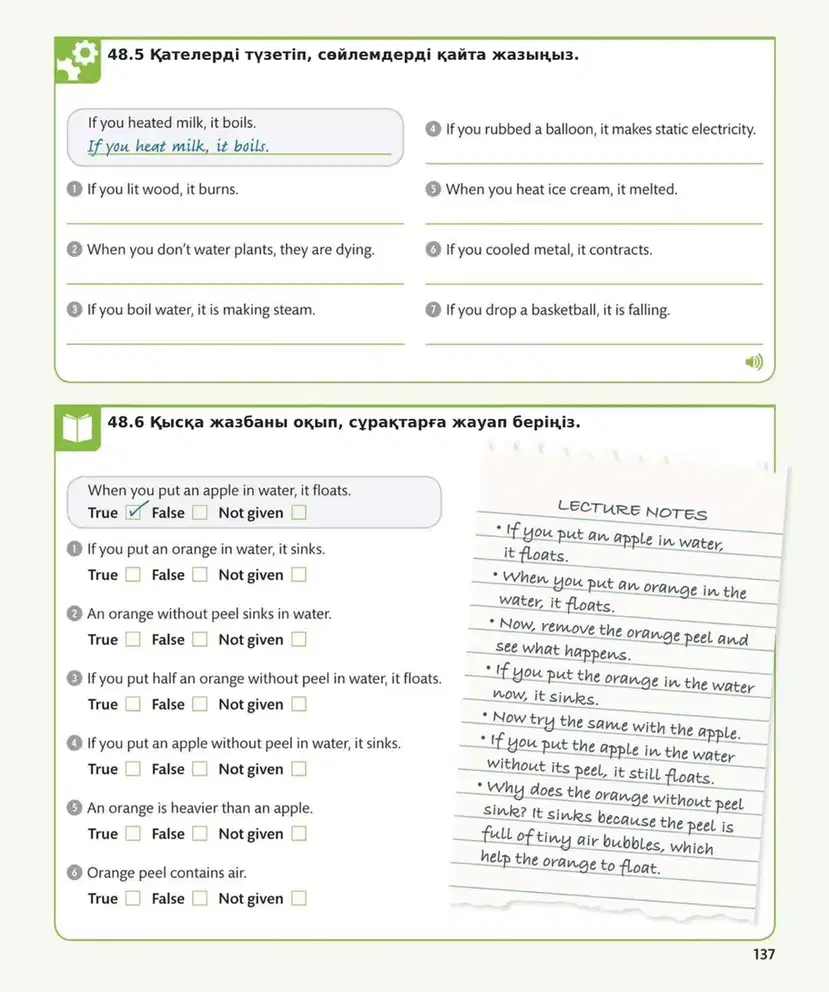 48.5 Қателерді түзетіп, сөйлемдерді қайта жазыңыз.
If you heated milk, it boils.
If you heat milk, it boils.
1 If you lit wood, it burns.
2 When you don't water plants, they are dying.
3 If you boil water, it is making steam.
4 If you rubbed a balloon, it makes static electricity.
5 When you heat ice cream, it melted.
6 If you cooled metal, it contracts.
7 If you drop a basketball, it is falling.
48.6 Қысқа жазбаны оқып, сұрақтарға жауап беріңіз.
When you put an apple in water, it floats.
True False Not given
1 If you put an orange in water, it sinks.
True False Not given
2 An orange without peel sinks in water.
True False Not given
3 If you put half an orange without peel in water, it floats.
True False Not given
4 If you put an apple without peel in water, it sinks.
True False Not given
5 An orange is heavier than an apple.
True False Not given
6 Orange peel contains air.
True False Not given
LECTURE NOTES
• If you put an apple in water,
it floats.
• When you put an orange in the
water, it floats.
• Now, remove the orange peel and
see what happens.
• If you put the orange in the water
now, it sinks.
• Now try the same with the apple.
• If you put the apple in the water
without its peel, it still floats.
• Why does the orange without peel
sink? It sinks because the peel is
full of tiny air bubbles, which
help the orange to float.
137